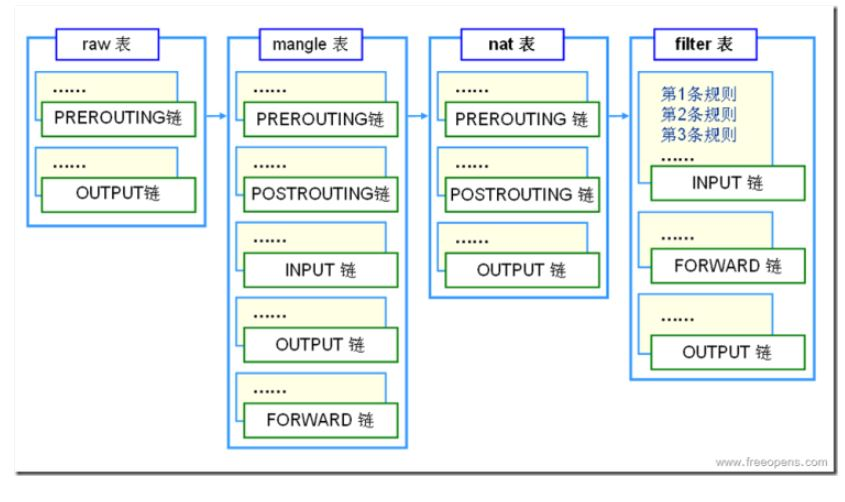 raw 表
……
PREROUTING链
……
OUTPUT链
mangle 表
……
PREROUTING链
……
POSTROUTING链
……
INPUT 链
……
OUTPUT 链
……
FORWARD 链
nat 表
……
PREROUTING 链
……
POSTROUTING 链
……
OUTPUT 链
filter 表
第1条规则
第2条规则
第3条规则
……
INPUT 链
……
FORWARD 链
……
OUTPUT 链
www.freeopens.com